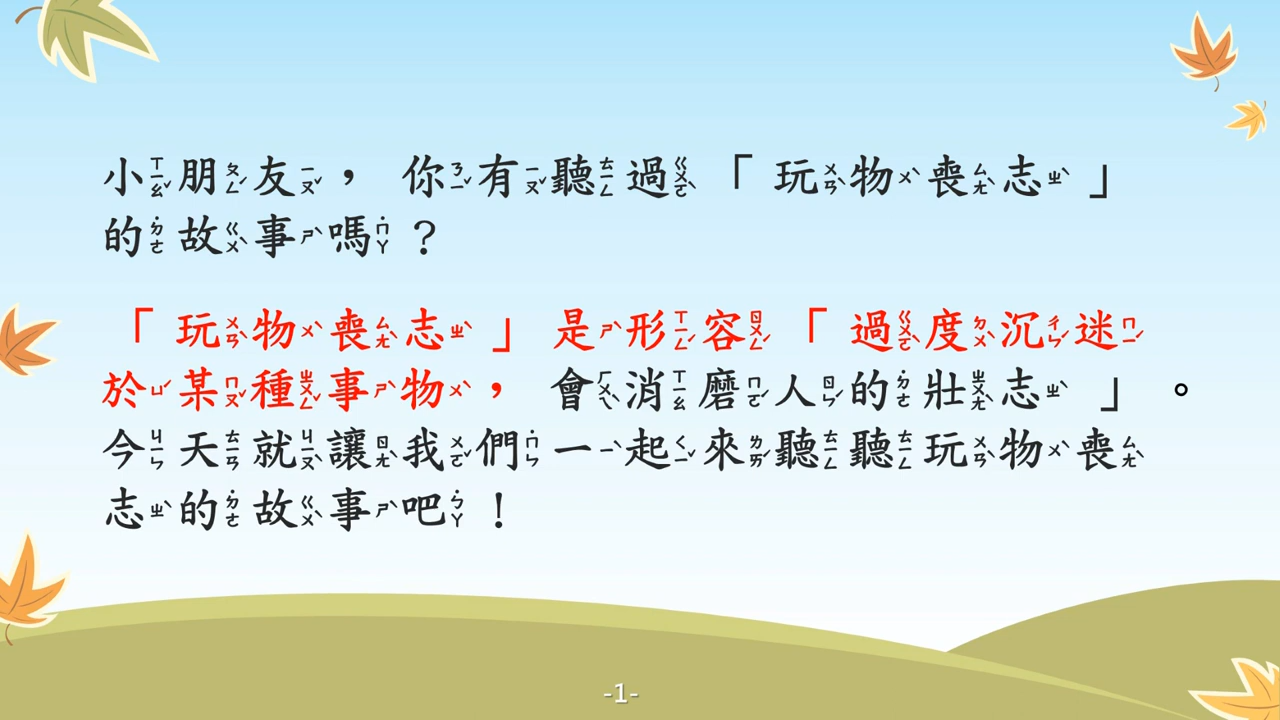 小朋友，你有聽過「玩物喪志」
的故事嗎？
「玩物喪志」是形容「過度沉迷
於某種事物，會消磨人的壯志」。
今天就讓我們一起來聽聽玩物喪
志的故事吧！
-1-